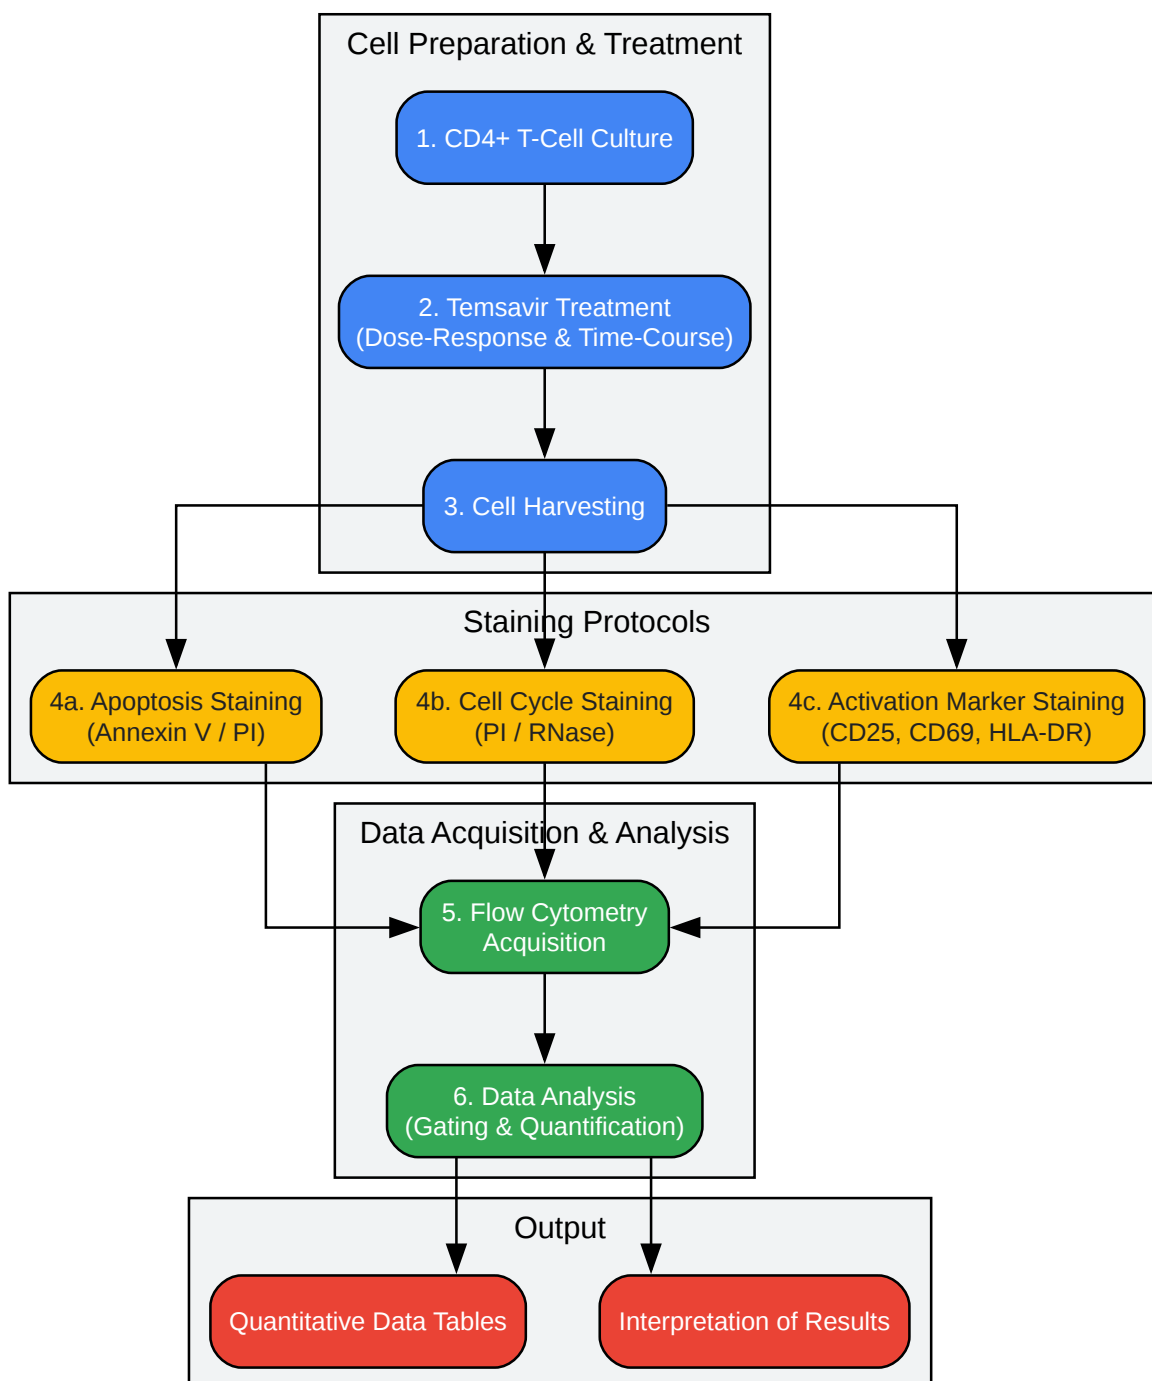 Cell Preparation & Treatment
1. CD4+ T-Cell Culture
2. Temsavir Treatment
(Dose-Response & Time-Course)
3. Cell Harvesting
Staining Protocols
4a. Apoptosis Staining
(Annexin V / PI)
4b. Cell Cycle Staining
(PI / RNase)
4c. Activation Marker Staining
(CD25, CD69, HLA-DR)
Data Acquisition & Analysis
5. Flow Cytometry
Acquisition
6. Data Analysis
(Gating & Quantification)
Output
Quantitative Data Tables
Interpretation of Results